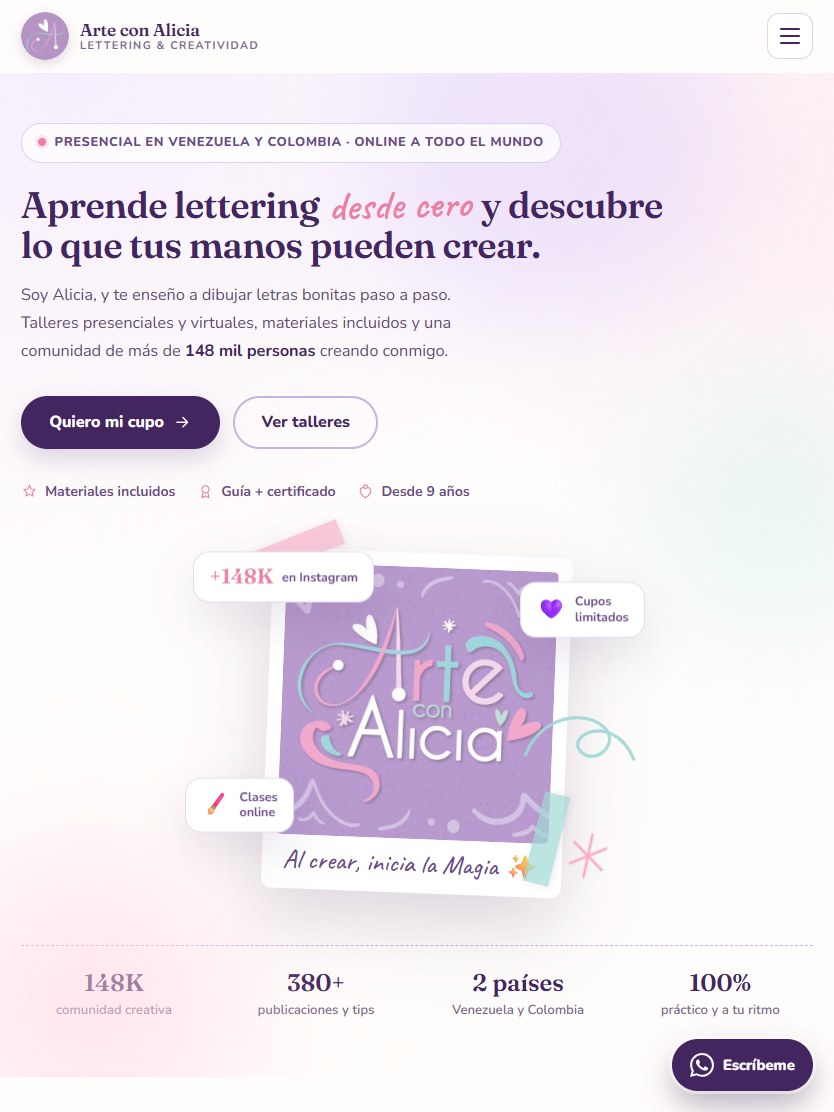 Arte con Alicia
LETTERING & CREATIVIDAD
PRESENCIAL EN VENEZUELA Y COLOMBIA · ONLINE A TODO EL MUNDO
Aprende lettering desde cero y descubre
lo que tus manos pueden crear.
Soy Alicia, y te enseño a dibujar letras bonitas paso a paso.
Talleres presenciales y virtuales, materiales incluidos y una
comunidad de más de 148 mil personas creando conmigo.
Quiero mi cupo →
Ver talleres
Materiales incluidos
Guía + certificado
Desde 9 años
+148K en Instagram
Cupos
limitados
Arte
con
Alicia
Clases
online
Al crear, inicia la Magia ✨
148K
comunidad creativa
380+
publicaciones y tips
2 países
Venezuela y Colombia
100%
práctico y a tu ritmo
Escríbeme